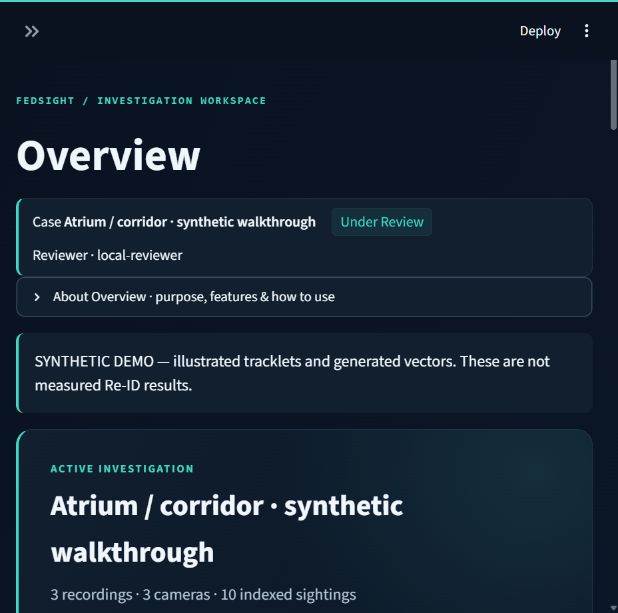 Deploy
FEDSIGHT / INVESTIGATION WORKSPACE
Overview
Case Atrium / corridor · synthetic walkthrough Under Review
Reviewer · local-reviewer
About Overview · purpose, features & how to use
SYNTHETIC DEMO — illustrated tracklets and generated vectors. These are not
measured Re-ID results.
ACTIVE INVESTIGATION
Atrium / corridor · synthetic
walkthrough
3 recordings · 3 cameras · 10 indexed sightings